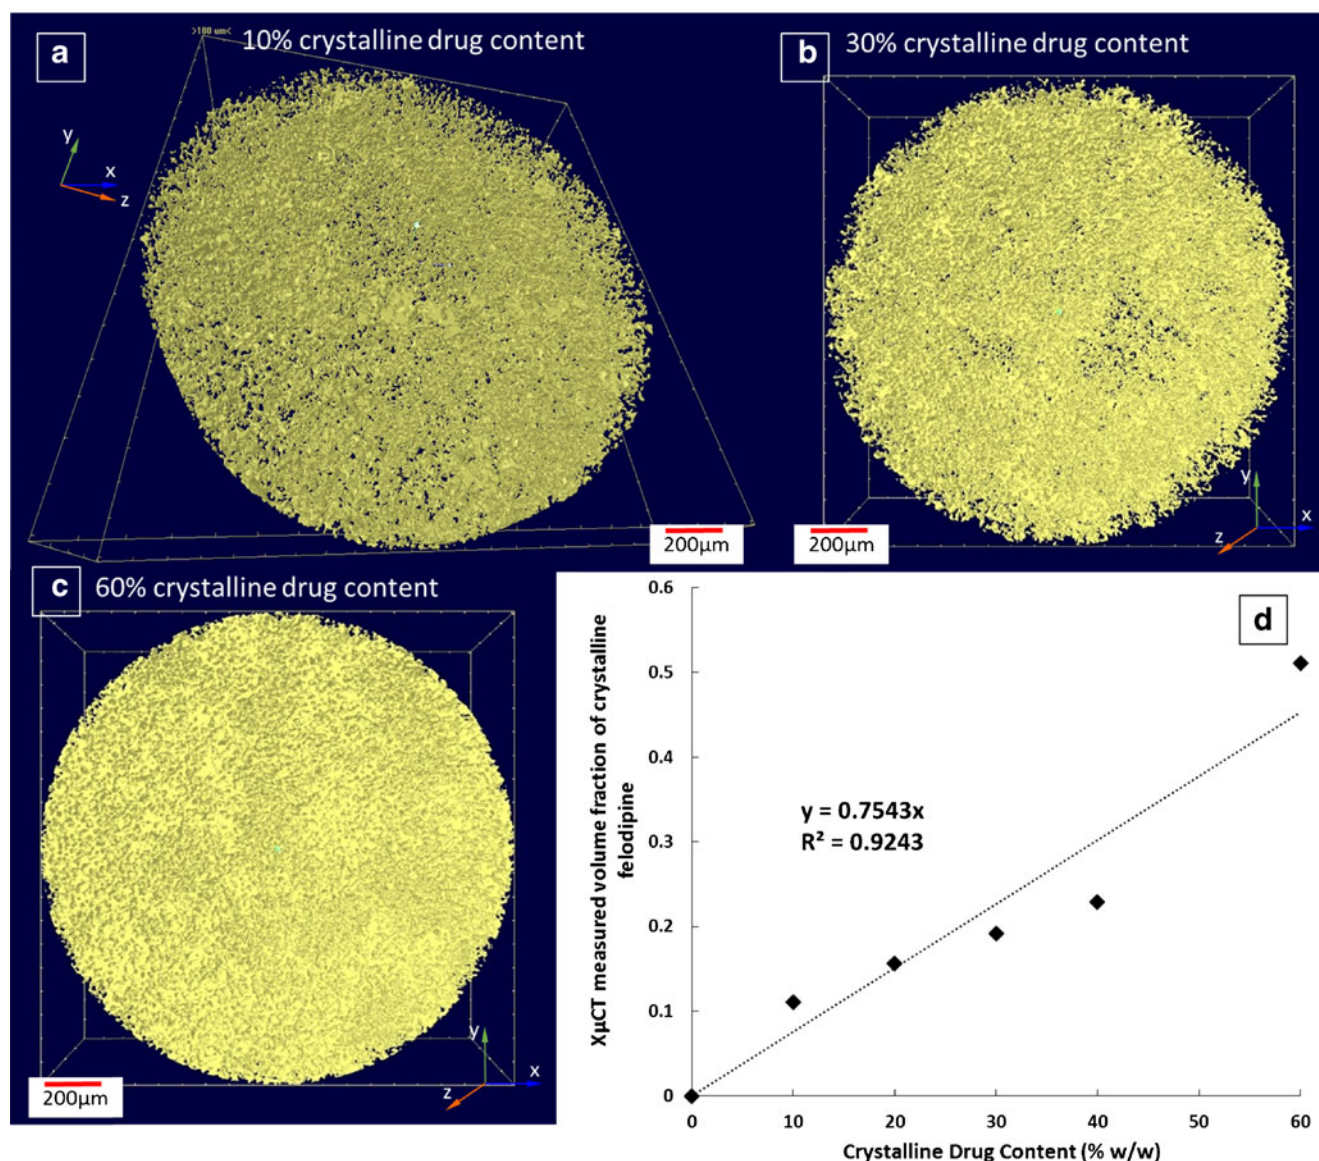 a
>100 um<
10% crystalline drug content
y
x
z
200μm
b
30% crystalline drug content
200μm
y
x
z
c
60% crystalline drug content
200μm
y
x
z
d
0.6
0.5
0.4
0.3
0.2
0.1
0
XμCT measured volume fraction of crystalline
felodipine
y = 0.7543x
R² = 0.9243
0 10 20 30 40 50 60
Crystalline Drug Content (% w/w)